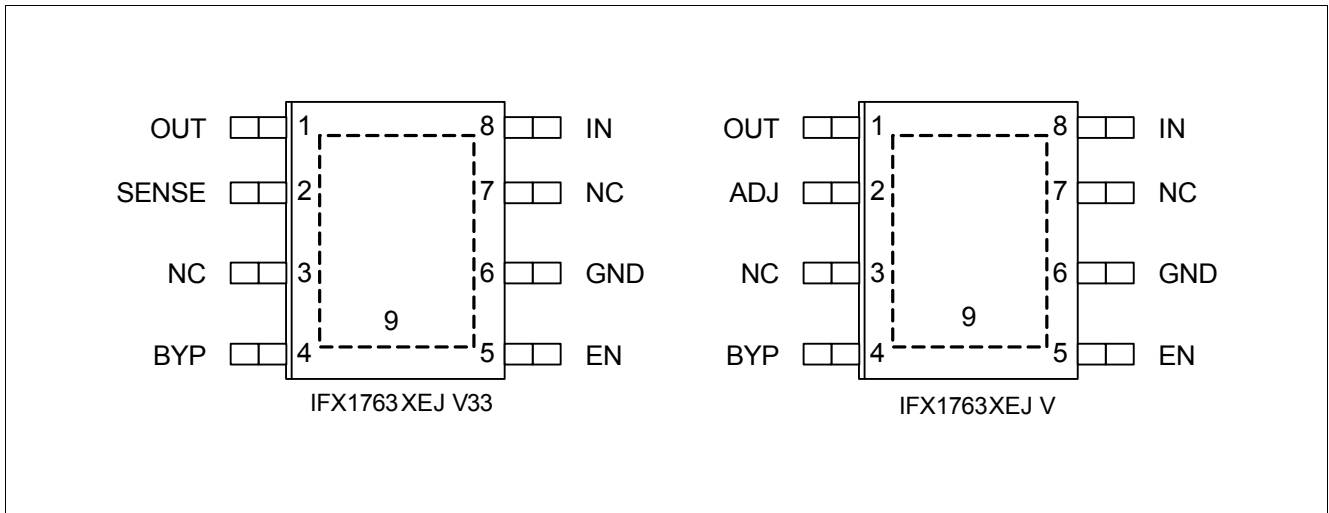 OUT 1 8 IN OUT 1 8 IN
SENSE 2 7 NC ADJ 2 7 NC
NC 3 6 GND NC 3 6 GND
9 9
BYP 4 5 EN BYP 4 5 EN
IFX1763XEJ V33 IFX1763XEJ V